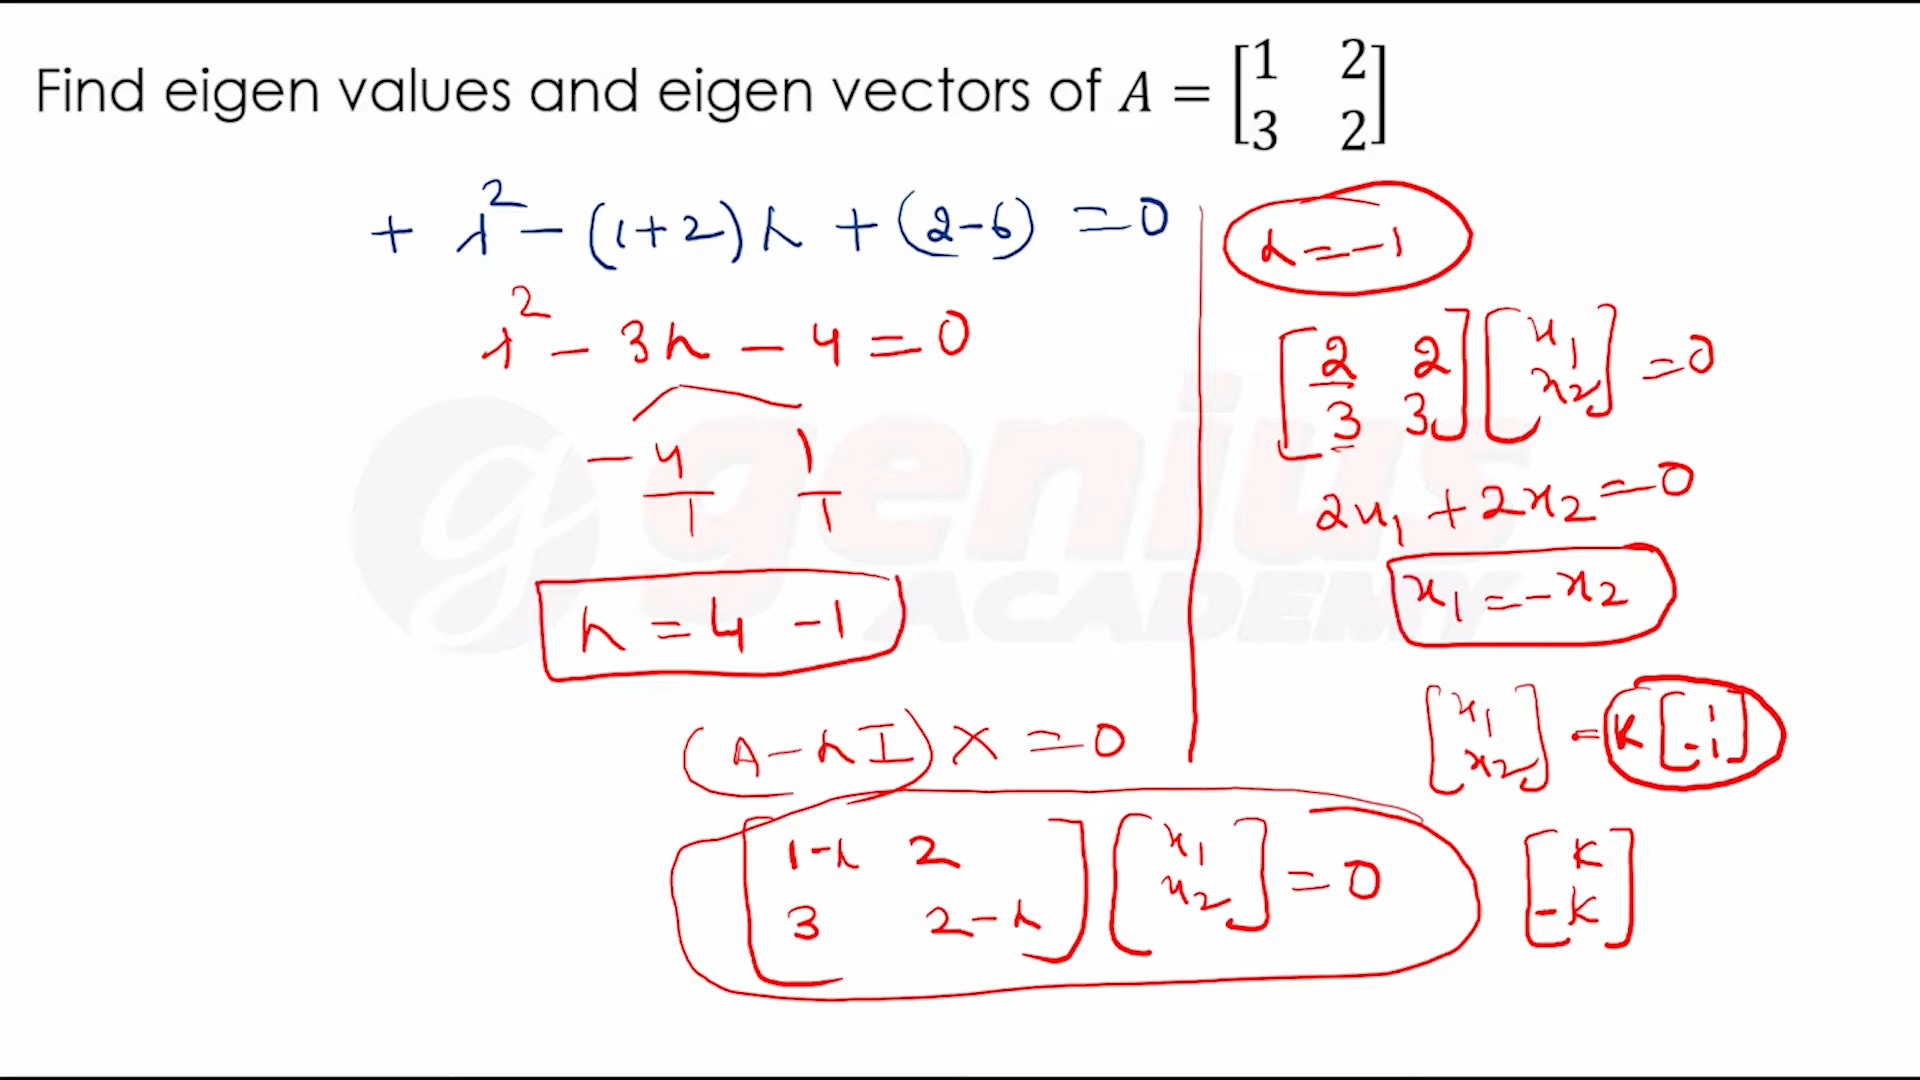 Find eigen values and eigen vectors of A = [1 2
3 2]
+ λ² - (1+2)λ + (2-6) = 0
λ² - 3λ - 4 = 0
-4 1
1 1
λ = 4 -1
(A-λI)X = 0
[1-λ 2
3 2-λ] [x₁
x₂] = 0
λ = -1
[2 2
3 3] [x₁
x₂] = 0
2x₁ + 2x₂ = 0
x₁ = -x₂
[x₁
x₂] = K [1
-1]
[K
-K]
g genius
ACADEMY